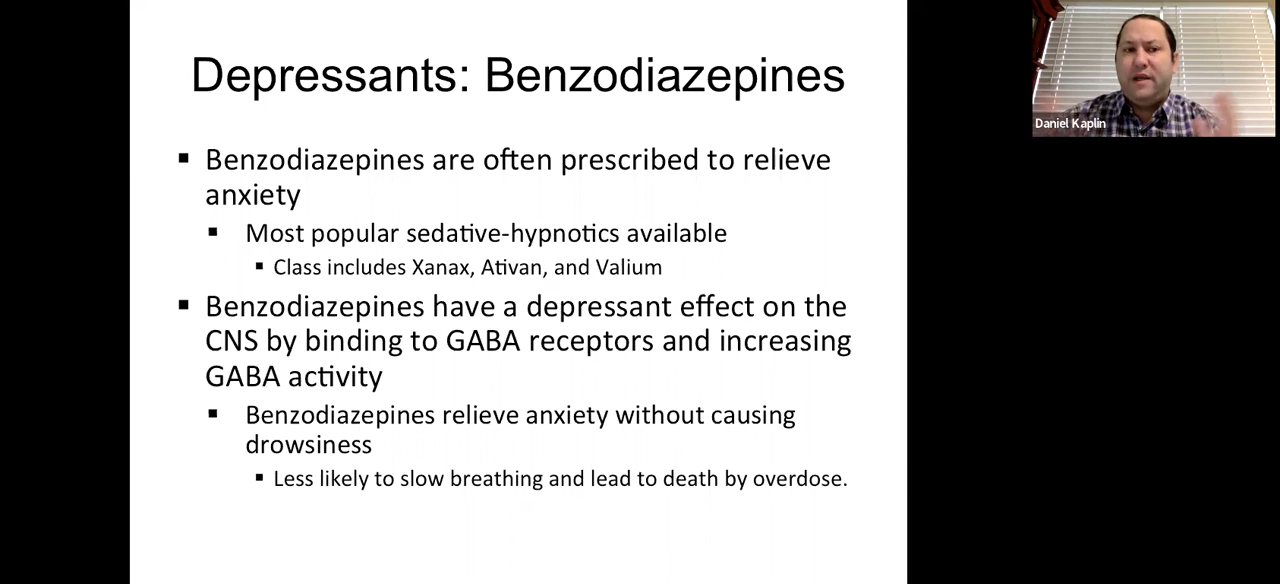 Depressants: Benzodiazepines
▪ Benzodiazepines are often prescribed to relieve
anxiety
▪ Most popular sedative-hypnotics available
▪ Class includes Xanax, Ativan, and Valium
▪ Benzodiazepines have a depressant effect on the
CNS by binding to GABA receptors and increasing
GABA activity
▪ Benzodiazepines relieve anxiety without causing
drowsiness
▪ Less likely to slow breathing and lead to death by overdose.
Daniel Kaplin